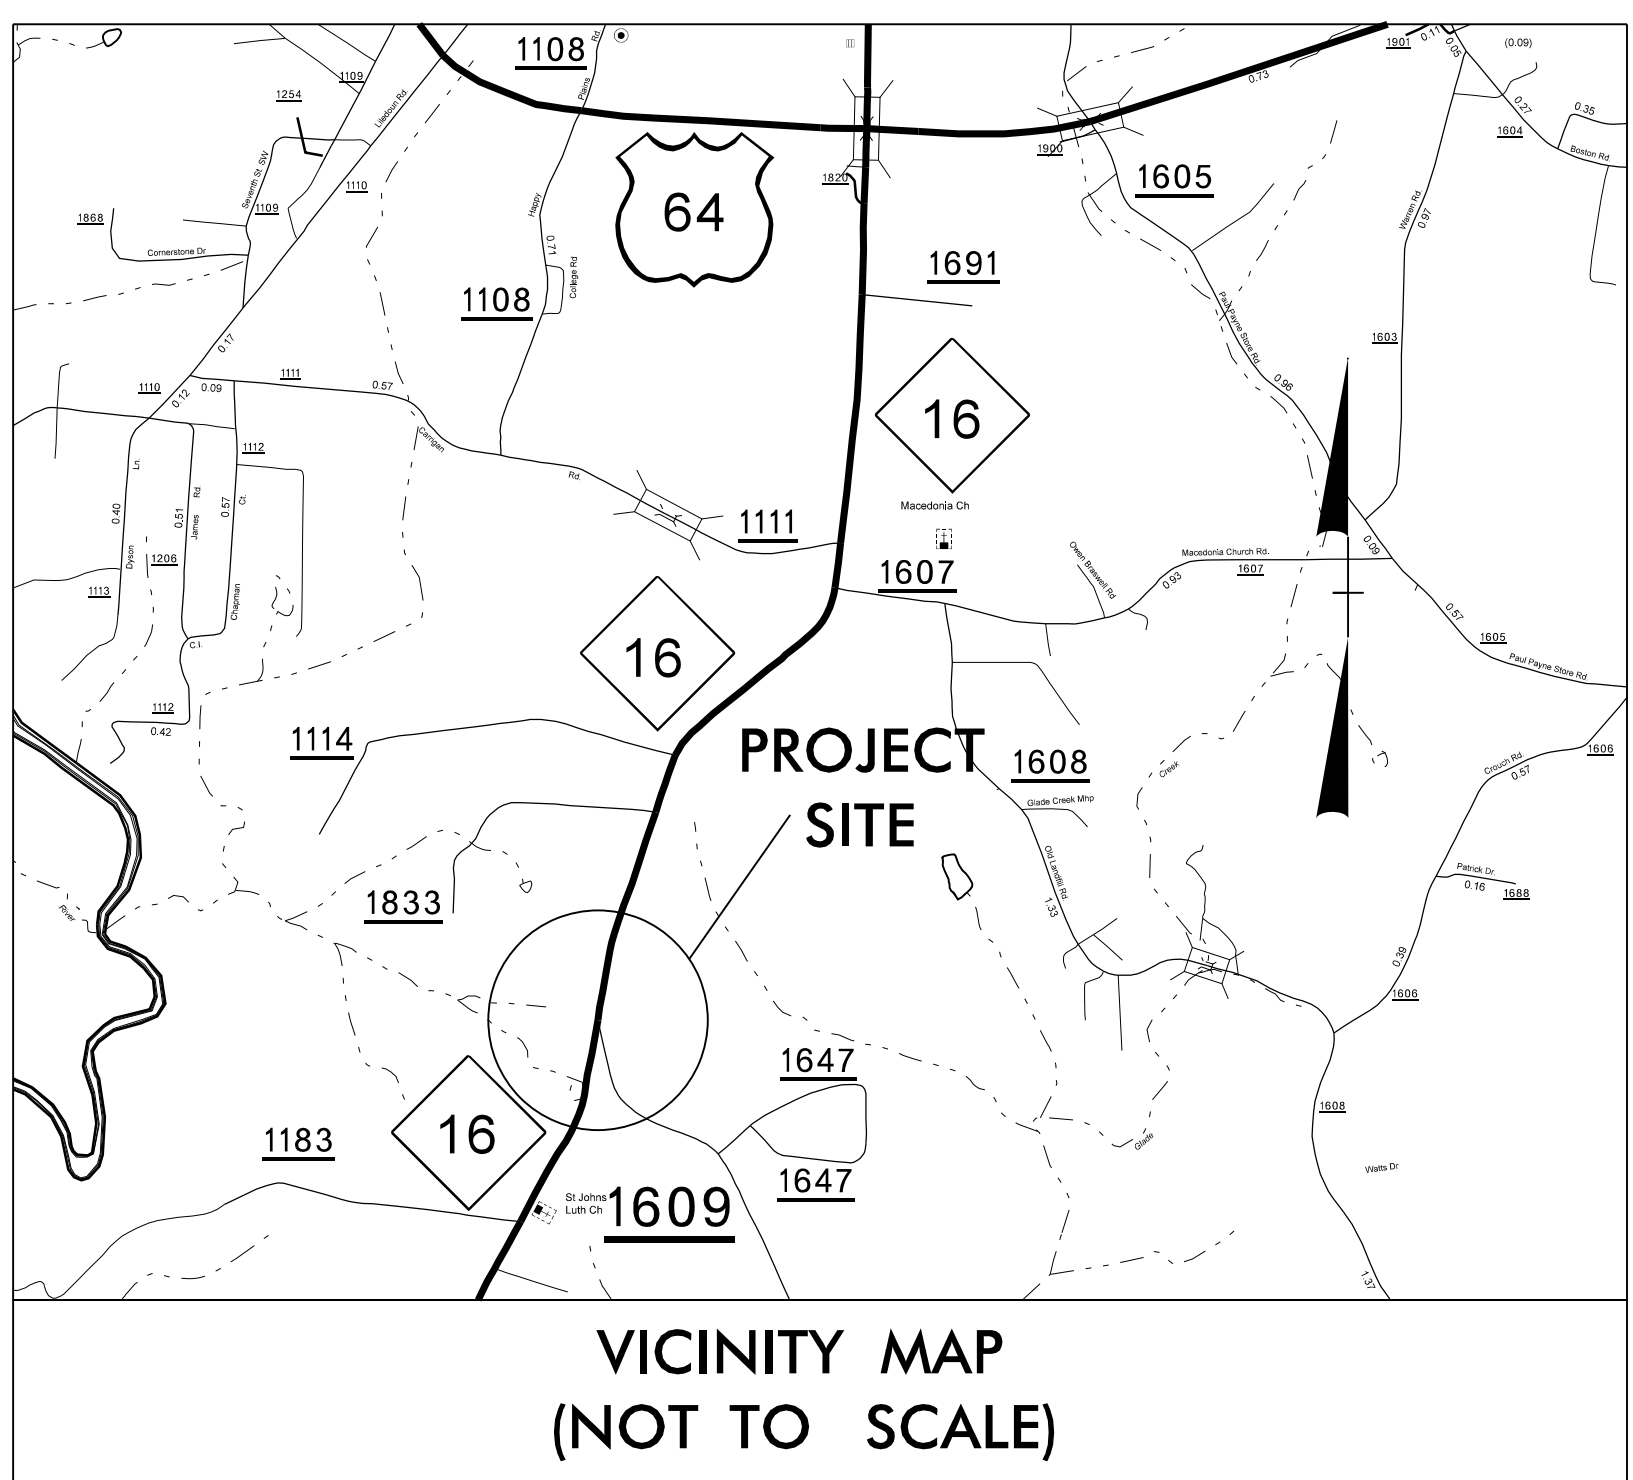 1108
Rd.
1901
0.11
0.05
(0.09)
1109
0.73
1254
Liledoun Rd.
Plains
0.27
0.35
1604
Boston Rd.
1900
Seventh St. SW
1110
1820
1605
64
1109
1868
Happy
Warren Rd.
0.97
Cornerstone Dr
0.71
College Rd
1691
1108
Paul Payne Store Rd.
0.17
1603
1110
0.12
0.09
1111
0.57
0.96
16
Carrigan
Rd.
1112
Ln.
Macedonia Ch
0.40
0.51
James Rd.
0.57
Ct.
1111
0.09
Dyson
1206
Macedonia Church Rd.
1607
1607
Owen Braswell Rd
0.93
1113
Chapman
0.57
C.I.
16
1605
Paul Payne Store Rd.
1112
0.42
1114
PROJECT
SITE
1608
Creek
Crouch Rd.
0.57
1606
Glade Creek Mhp
Old Landfill Rd.
1.33
Patrick Dr.
0.16
1688
1833
River
0.39
1606
1647
1608
16
1183
Glade
1647
Watts Dr
St Johns
Luth Ch
1609
1.37
VICINITY MAP
(NOT TO SCALE)